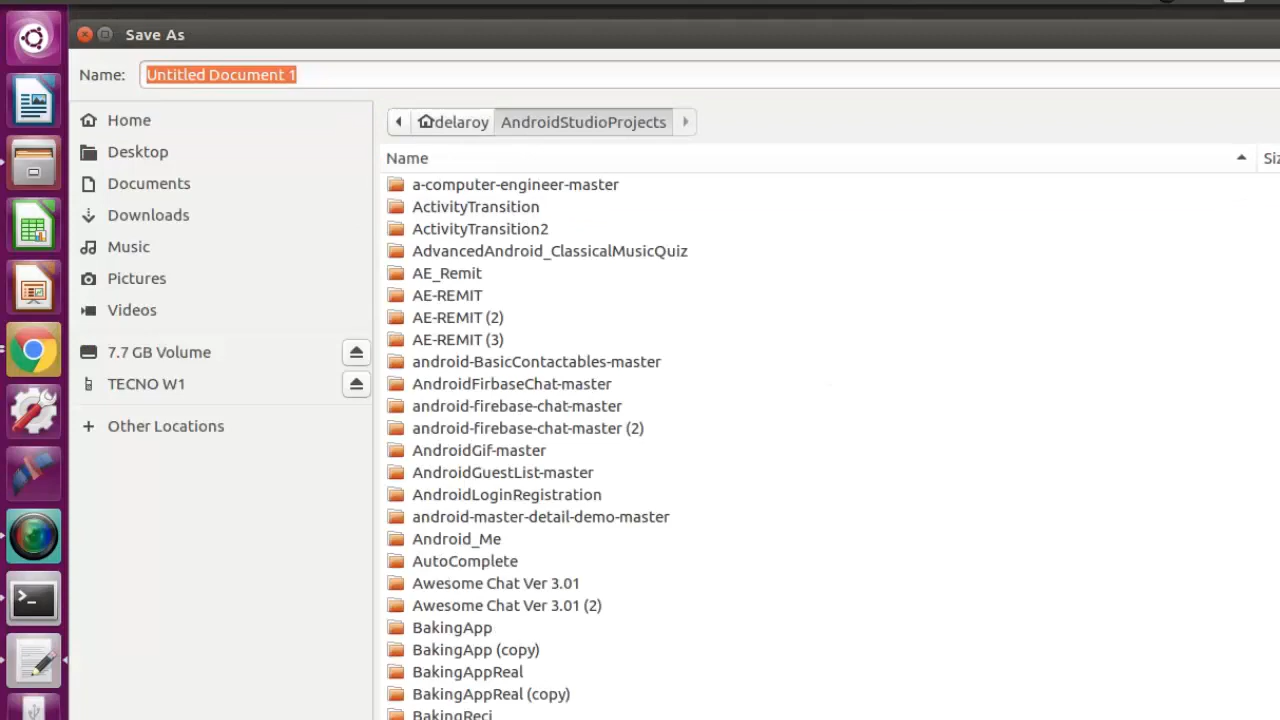 Save As
Name: Untitled Document 1
Home
Desktop
Documents
Downloads
Music
Pictures
Videos
7.7 GB Volume
TECNO W1
Other Locations
delaroy AndroidStudioProjects
Name
a-computer-engineer-master
ActivityTransition
ActivityTransition2
AdvancedAndroid_ClassicalMusicQuiz
AE_Remit
AE-REMIT
AE-REMIT (2)
AE-REMIT (3)
android-BasicContactables-master
AndroidFirbaseChat-master
android-firebase-chat-master
android-firebase-chat-master (2)
AndroidGif-master
AndroidGuestList-master
AndroidLoginRegistration
android-master-detail-demo-master
Android_Me
AutoComplete
Awesome Chat Ver 3.01
Awesome Chat Ver 3.01 (2)
BakingApp
BakingApp (copy)
BakingAppReal
BakingAppReal (copy)
BakingReci